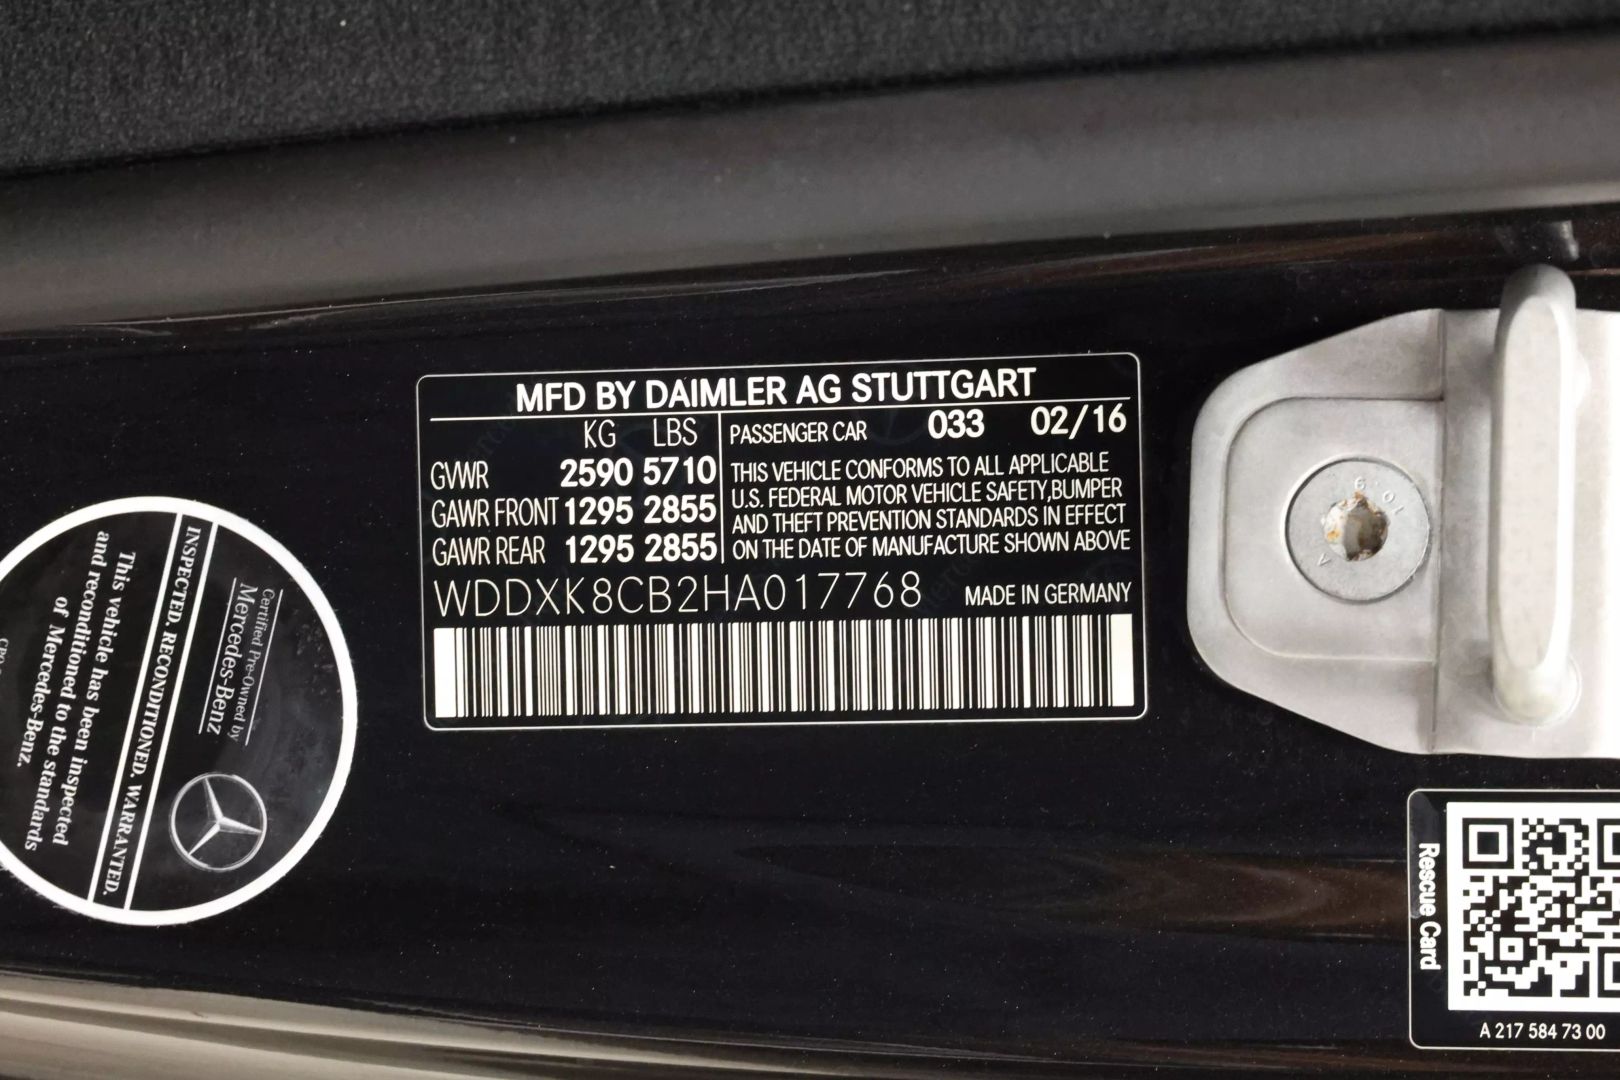 MFD BY DAIMLER AG STUTTGART
KG LBS
GVWR 2590 5710
GAWR FRONT 1295 2855
GAWR REAR 1295 2855
PASSENGER CAR 033 02/16
THIS VEHICLE CONFORMS TO ALL APPLICABLE
U.S. FEDERAL MOTOR VEHICLE SAFETY,BUMPER
AND THEFT PREVENTION STANDARDS IN EFFECT
ON THE DATE OF MANUFACTURE SHOWN ABOVE
WDDXK8CB2HA017768 MADE IN GERMANY
Certified Pre-Owned by
Mercedes-Benz
INSPECTED. RECONDITIONED. WARRANTED.
This vehicle has been inspected
and reconditioned to the standards
of Mercedes-Benz.
Rescue Card
A 217 584 73 00